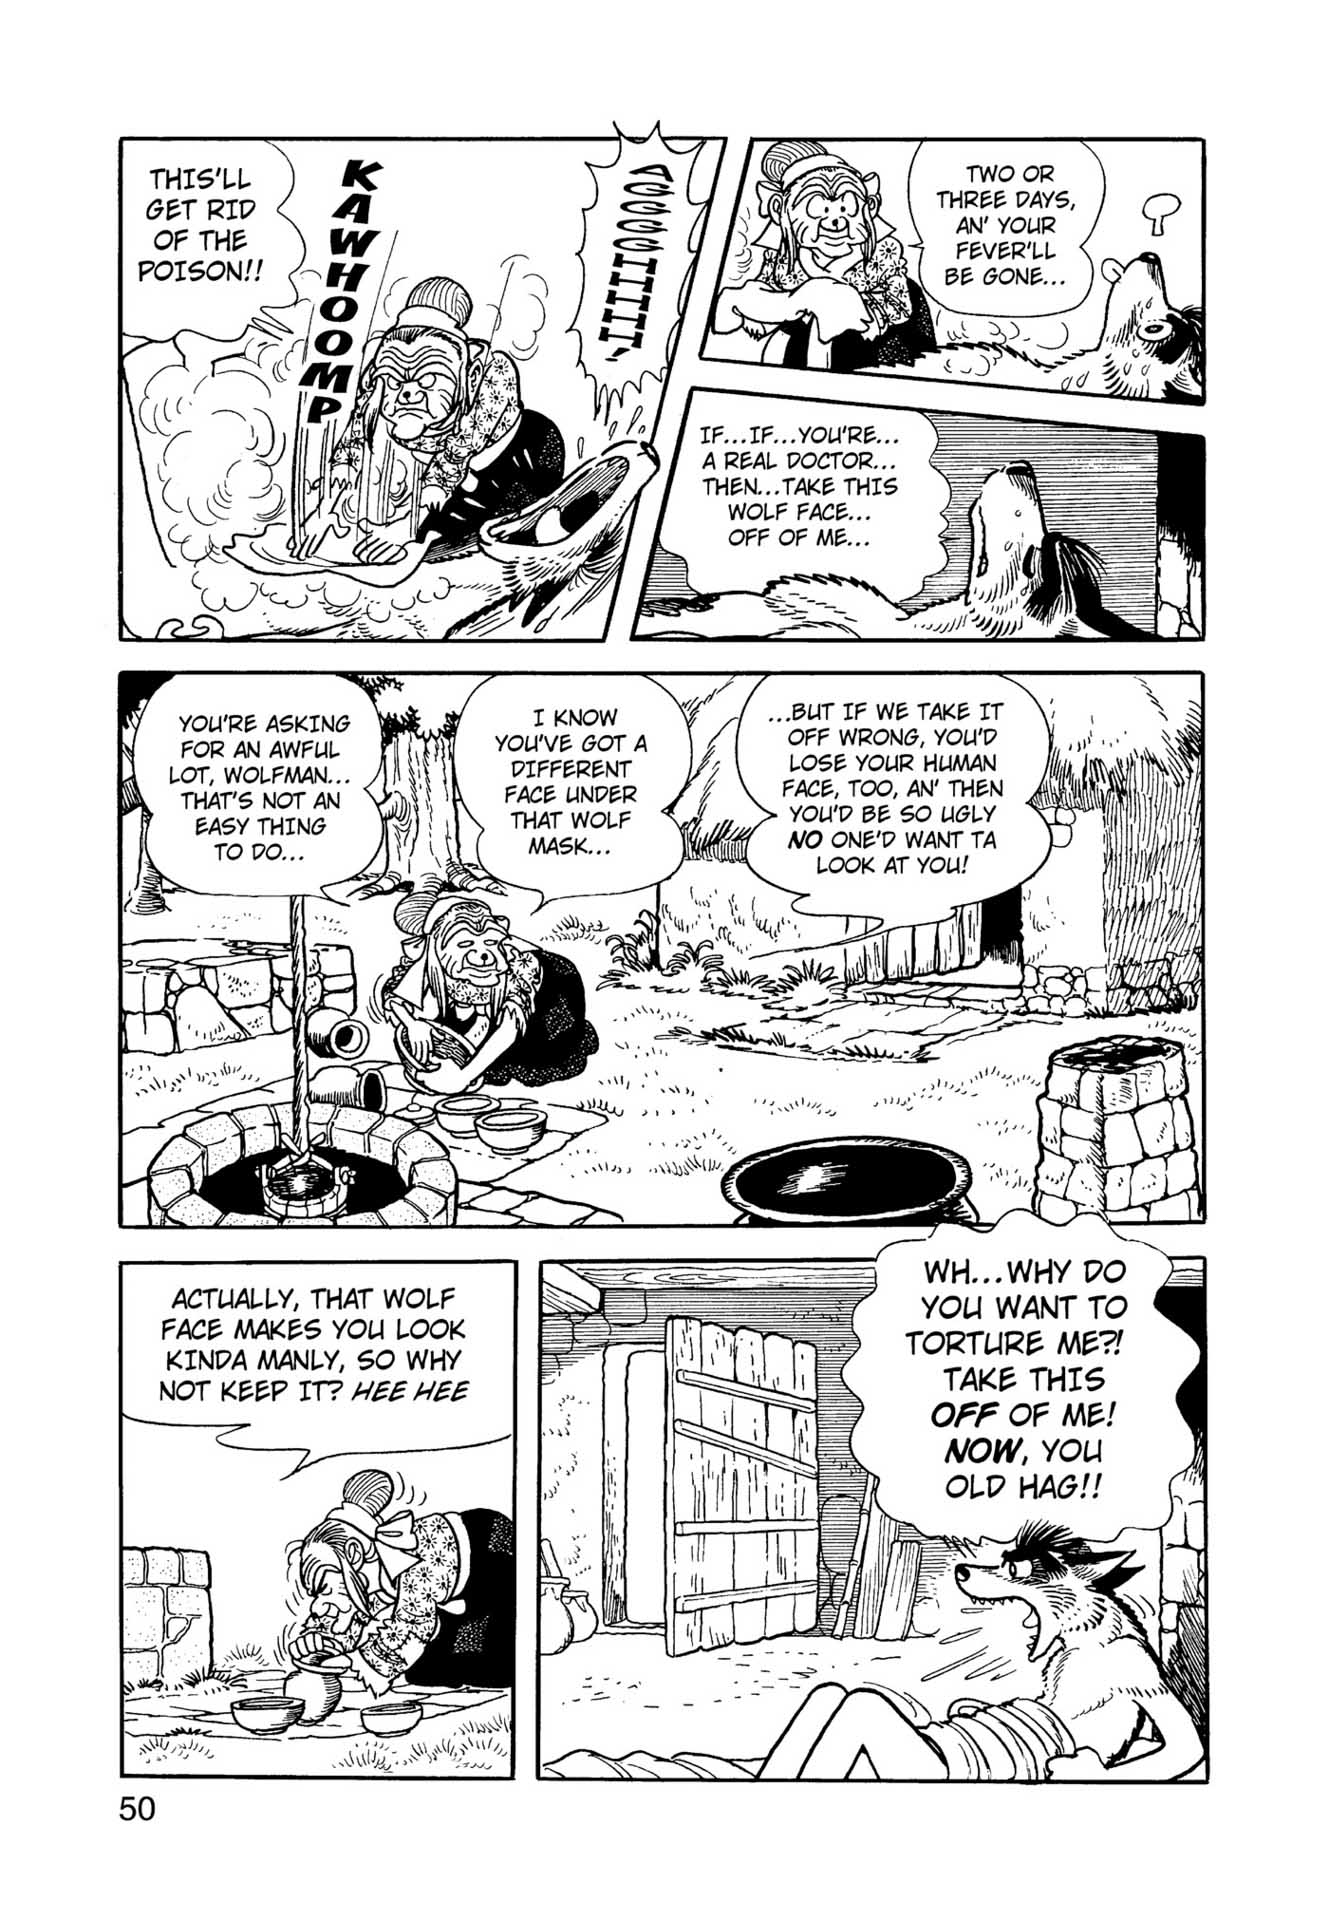 THIS'LL
GET RID
OF THE
POISON!!
KAWHOOMP
AGGGGHHHH!
TWO OR
THREE DAYS,
AN' YOUR
FEVER'LL
BE GONE...
IF...IF...YOU'RE...
A REAL DOCTOR...
THEN...TAKE THIS
WOLF FACE...
OFF OF ME...
YOU'RE ASKING
FOR AN AWFUL
LOT, WOLFMAN...
THAT'S NOT AN
EASY THING
TO DO...
I KNOW
YOU'VE GOT A
DIFFERENT
FACE UNDER
THAT WOLF
MASK...
...BUT IF WE TAKE IT
OFF WRONG, YOU'D
LOSE YOUR HUMAN
FACE, TOO, AN' THEN
YOU'D BE SO UGLY
NO ONE'D WANT TA
LOOK AT YOU!
ACTUALLY, THAT WOLF
FACE MAKES YOU LOOK
KINDA MANLY, SO WHY
NOT KEEP IT? HEE HEE
WH...WHY DO
YOU WANT TO
TORTURE ME?!
TAKE THIS
OFF OF ME!
NOW, YOU
OLD HAG!!
50